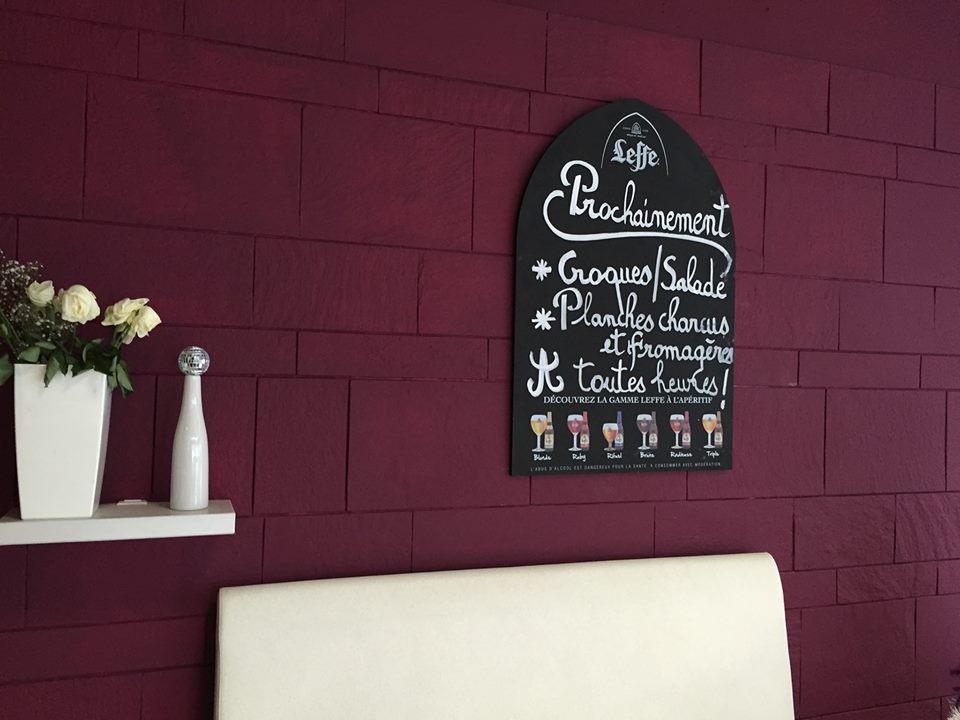 Leffe
Prochainement
* Croques/Salade
* Planches charcus
et fromagères
toutes heures!
DÉCOUVREZ LA GAMME LEFFE À L'APÉRITIF
Blonde Ruby Rituel Brune Radieuse Triple
L'ABUS D'ALCOOL EST DANGEREUX POUR LA SANTÉ. A CONSOMMER AVEC MODÉRATION.